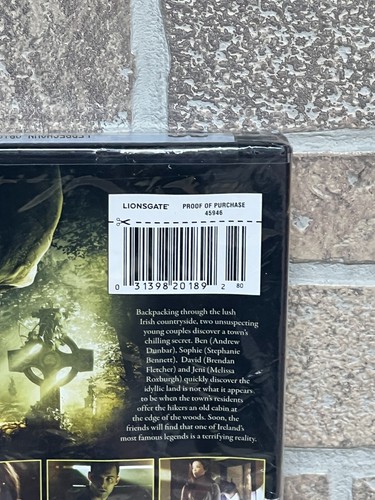 LEPRECHAUN
LIONSGATE® PROOF OF PURCHASE
45946
0 31398 20189 2 80
Backpacking through the lush
Irish countryside, two unsuspecting
young couples discover a town's
chilling secret. Ben (Andrew
Dunbar), Sophie (Stephanie
Bennett), David (Brendan
Fletcher) and Jeni (Melissa
Roxburgh) quickly discover the
idyllic land is not what it appears
to be when the town's residents
offer the hikers an old cabin at
the edge of the woods. Soon, the
friends will find that one of Ireland's
most famous legends is a terrifying reality.